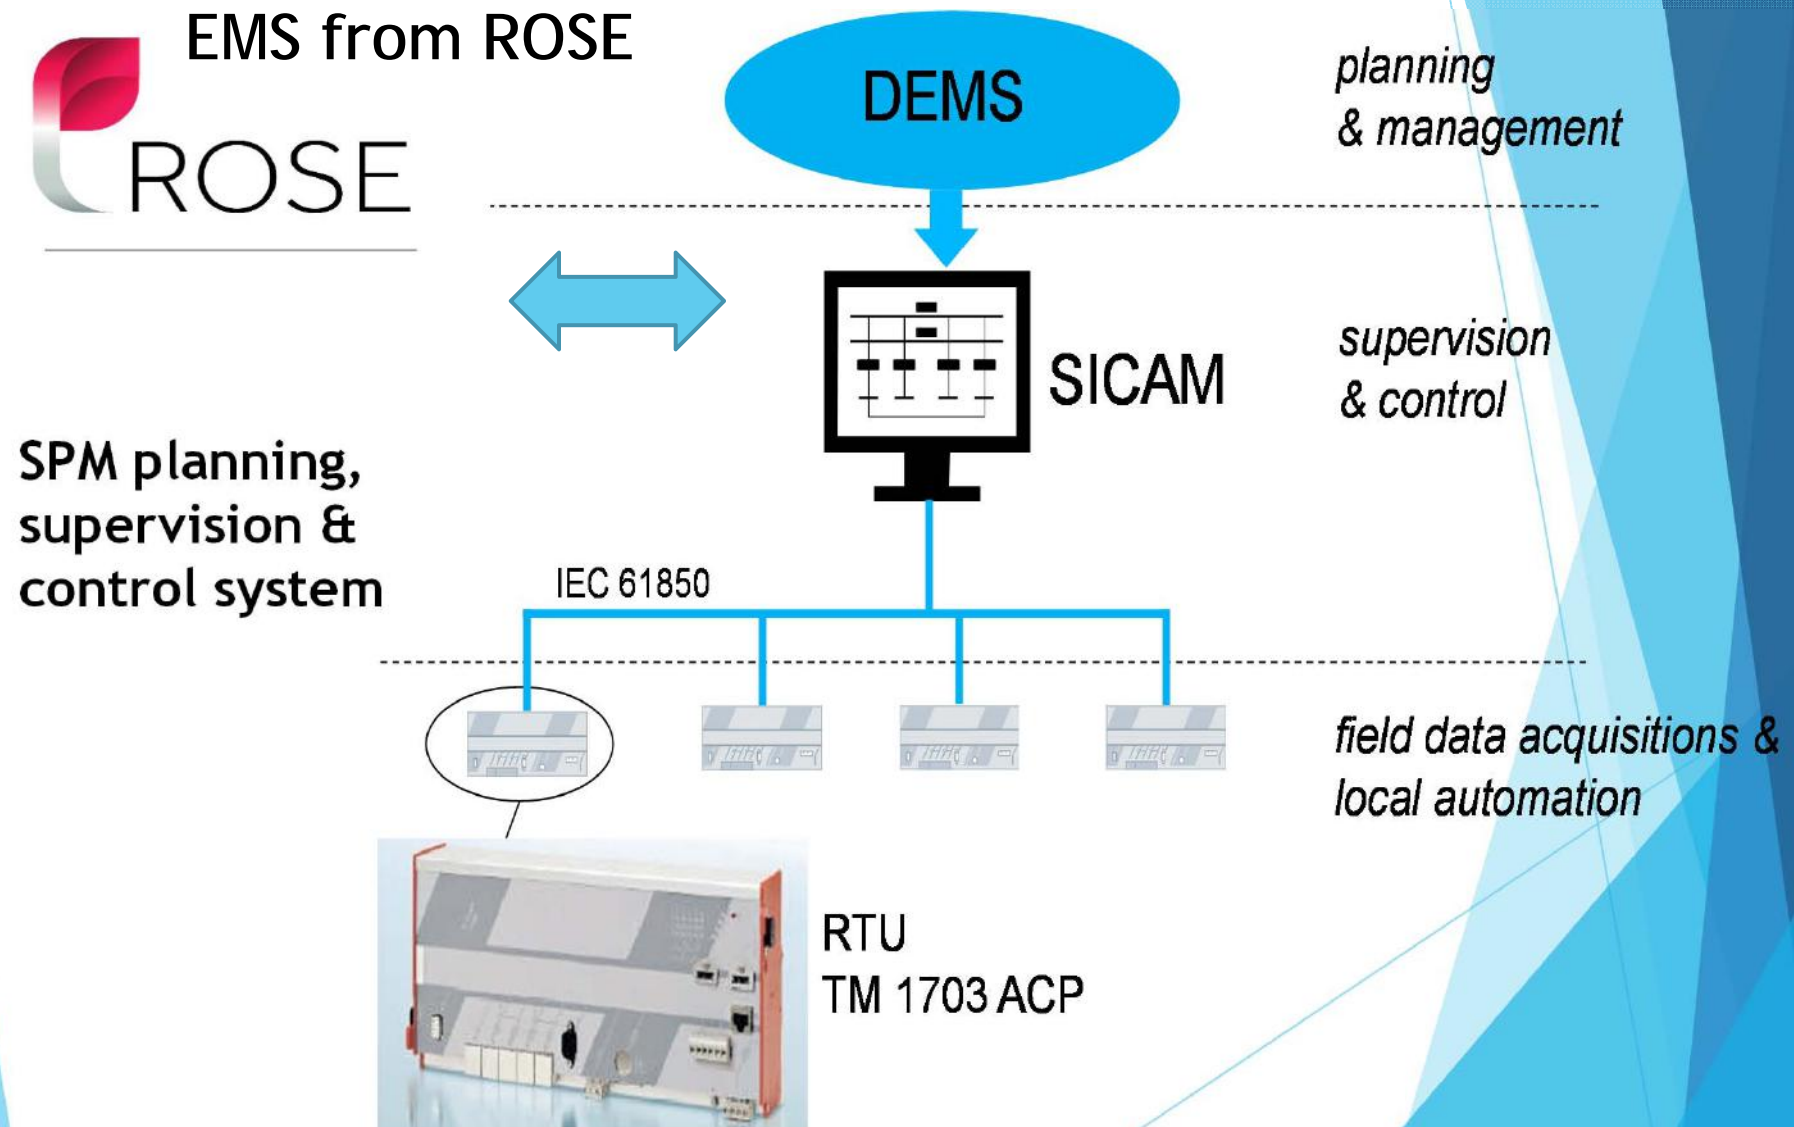 EMS from ROSE
ROSE
DEMS
planning
& management
SICAM
supervision
& control
SPM planning,
supervision &
control system
IEC 61850
field data acquisitions &
local automation
RTU
TM 1703 ACP